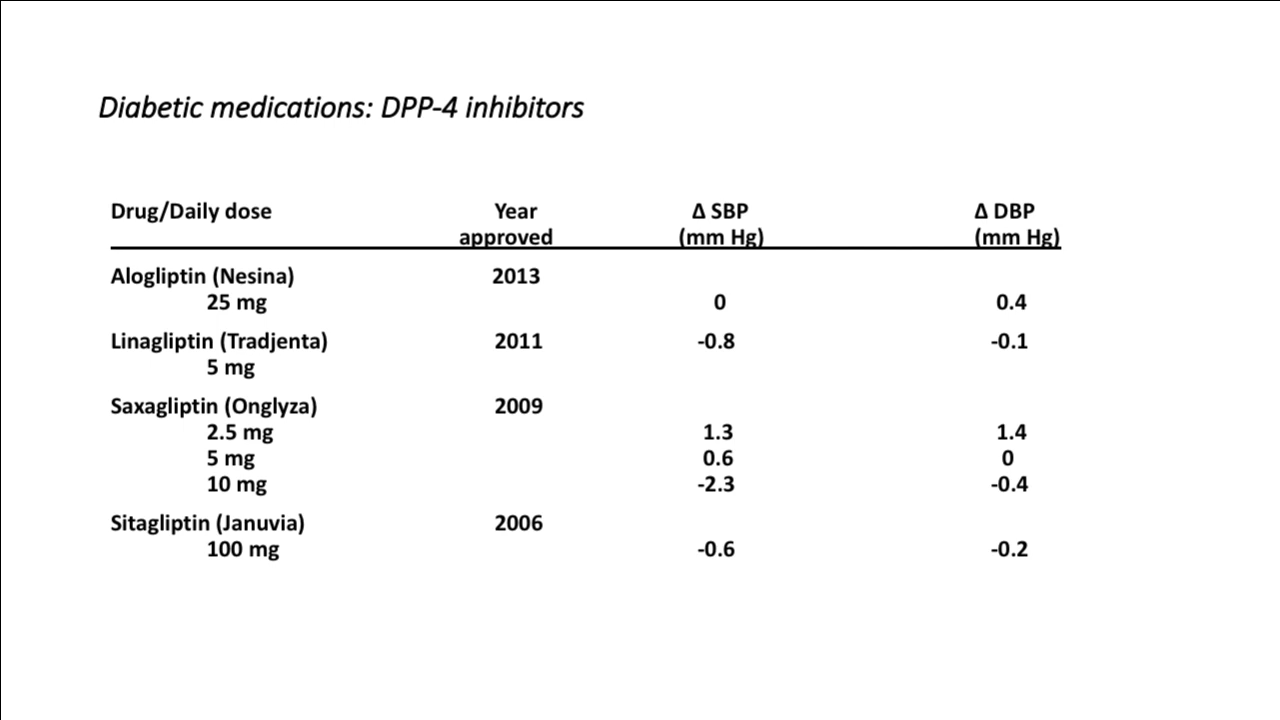 Diabetic medications: DPP-4 inhibitors
Drug/Daily dose Year Δ SBP Δ DBP
approved (mm Hg) (mm Hg)
Alogliptin (Nesina) 2013
25 mg 0 0.4
Linagliptin (Tradjenta) 2011 -0.8 -0.1
5 mg
Saxagliptin (Onglyza) 2009
2.5 mg 1.3 1.4
5 mg 0.6 0
10 mg -2.3 -0.4
Sitagliptin (Januvia) 2006
100 mg -0.6 -0.2